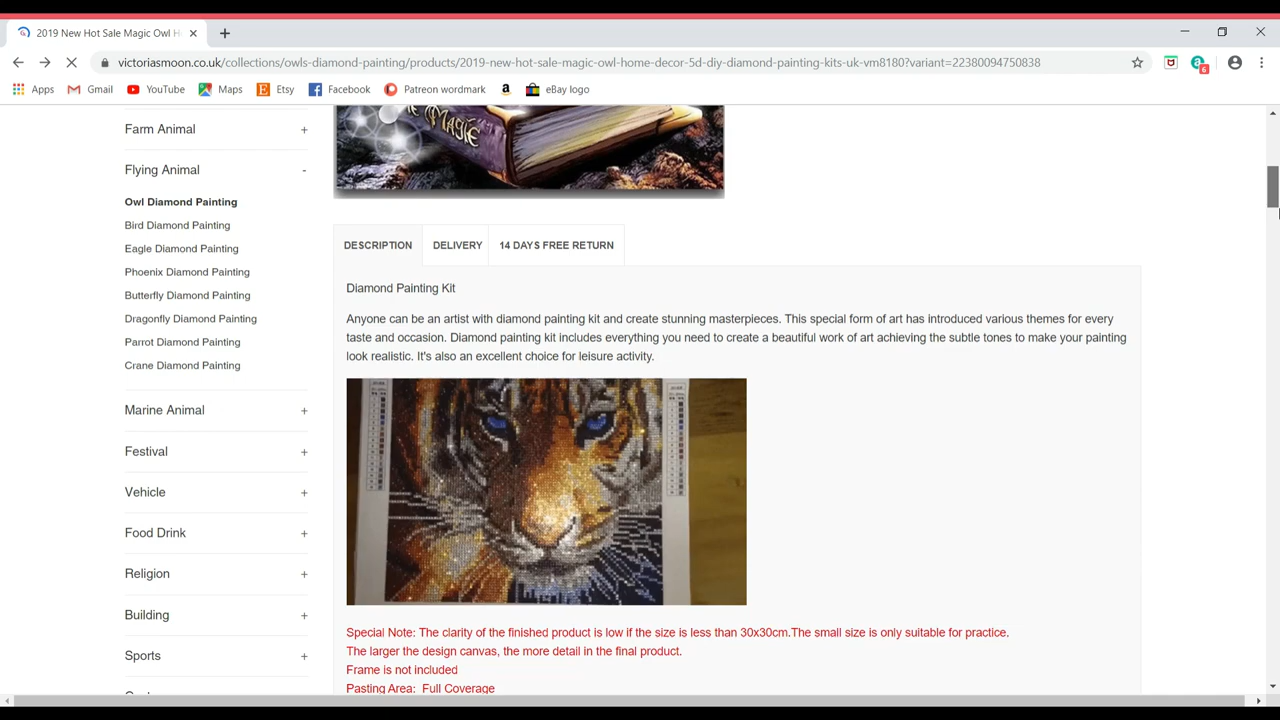 2019 New Hot Sale Magic Owl H
victoriasmoon.co.uk/collections/owls-diamond-painting/products/2019-new-hot-sale-magic-owl-home-decor-5d-diy-diamond-painting-kits-uk-vm8180?variant=22380094750838
6
Apps Gmail YouTube Maps Etsy Facebook Patreon wordmark eBay logo
Farm Animal +
Flying Animal -
Owl Diamond Painting
Bird Diamond Painting
Eagle Diamond Painting
Phoenix Diamond Painting
Butterfly Diamond Painting
Dragonfly Diamond Painting
Parrot Diamond Painting
Crane Diamond Painting
Marine Animal +
Festival +
Vehicle +
Food Drink +
Religion +
Building +
Sports +
DESCRIPTION DELIVERY 14 DAYS FREE RETURN
Diamond Painting Kit
Anyone can be an artist with diamond painting kit and create stunning masterpieces. This special form of art has introduced various themes for every
taste and occasion. Diamond painting kit includes everything you need to create a beautiful work of art achieving the subtle tones to make your painting
look realistic. It's also an excellent choice for leisure activity.
Special Note: The clarity of the finished product is low if the size is less than 30x30cm.The small size is only suitable for practice.
The larger the design canvas, the more detail in the final product.
Frame is not included
Pasting Area: Full Coverage